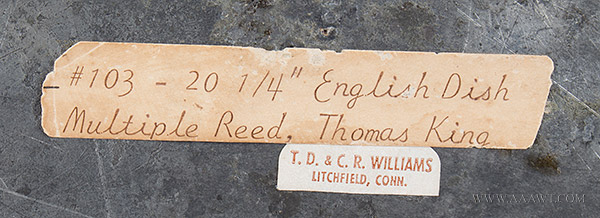 #103 - 20 1/4" English Dish
Multiple Reed, Thomas King
T. D. & C. R. WILLIAMS
LITCHFIELD, CONN.
WWW.AAAWT.COM